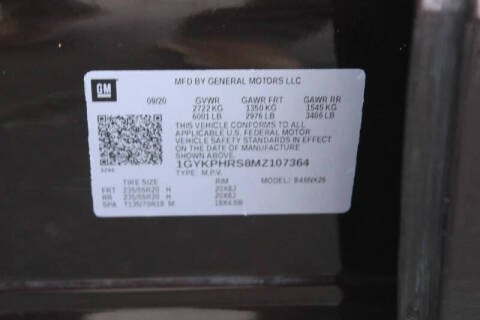 GM
MFD BY GENERAL MOTORS LLC
09/20 GVWR GAWR FRT GAWR RR
2722 KG 1350 KG 1545 KG
6001 LB 2976 LB 3406 LB
THIS VEHICLE CONFORMS TO ALL
APPLICABLE U.S. FEDERAL MOTOR
VEHICLE SAFETY STANDARDS IN
EFFECT ON THE DATE OF MANUFACTURE
SHOWN ABOVE.
1GYKPHRS8MZ107364
TYPE: M.P.V. MODEL:
TIRE SIZE RIM
FRT 235/55R20 H 20X8J
RR 235/55R20 H 20X8J
SPA T135/70R18 M 18X4.5B